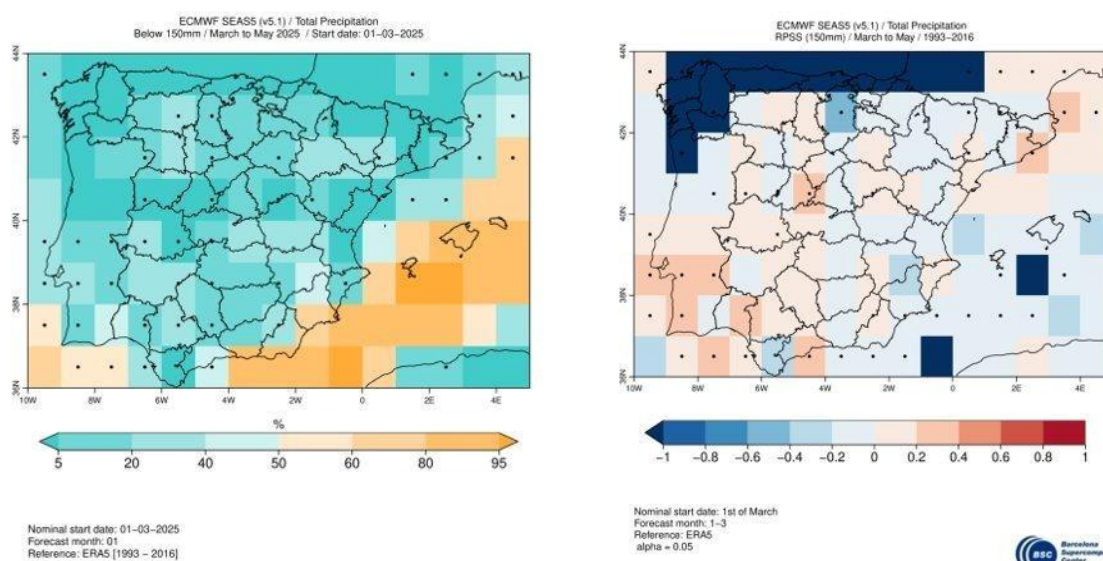 ECMWF SEAS5 (v5.1) / Total Precipitation
Below 150mm / March to May 2025 / Start date: 01-03-2025
44N
42N
40N
38N
36N
10W 8W 6W 4W 2W 0 2E 4E
%
5 20 40 50 60 80 95
Nominal start date: 01-03-2025
Forecast month: 01
Reference: ERA5 [1993 - 2016]
ECMWF SEAS5 (v5.1) / Total Precipitation
RPSS (150mm) / March to May / 1993-2016
44N
42N
40N
38N
36N
10W 8W 6W 4W 2W 0 2E 4E
-1 -0.8 -0.6 -0.4 -0.2 0 0.2 0.4 0.6 0.8 1
Nominal start date: 1st of March
Forecast month: 1-3
Reference: ERA5
alpha = 0.05
BSC
Barcelona
Supercomp
Center